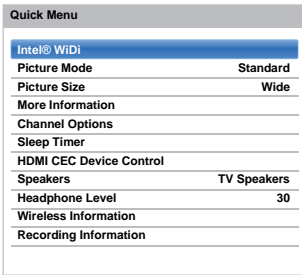 Quick Menu
Intel® WiDi
Picture Mode Standard
Picture Size Wide
More Information
Channel Options
Sleep Timer
HDMI CEC Device Control
Speakers TV Speakers
Headphone Level 30
Wireless Information
Recording Information